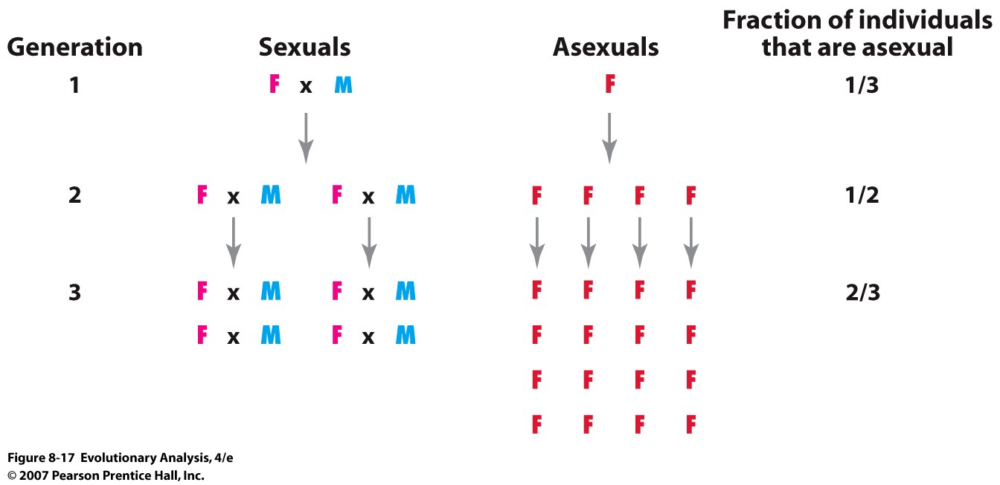 Generation Sexuals Asexuals Fraction of individuals
that are asexual
1 F x M F 1/3
2 F x M F x M F F F F 1/2
3 F x M F x M F F F F 2/3
F x M F x M F F F F
F F F F
F F F F
Figure 8-17 Evolutionary Analysis, 4/e
© 2007 Pearson Prentice Hall, Inc.